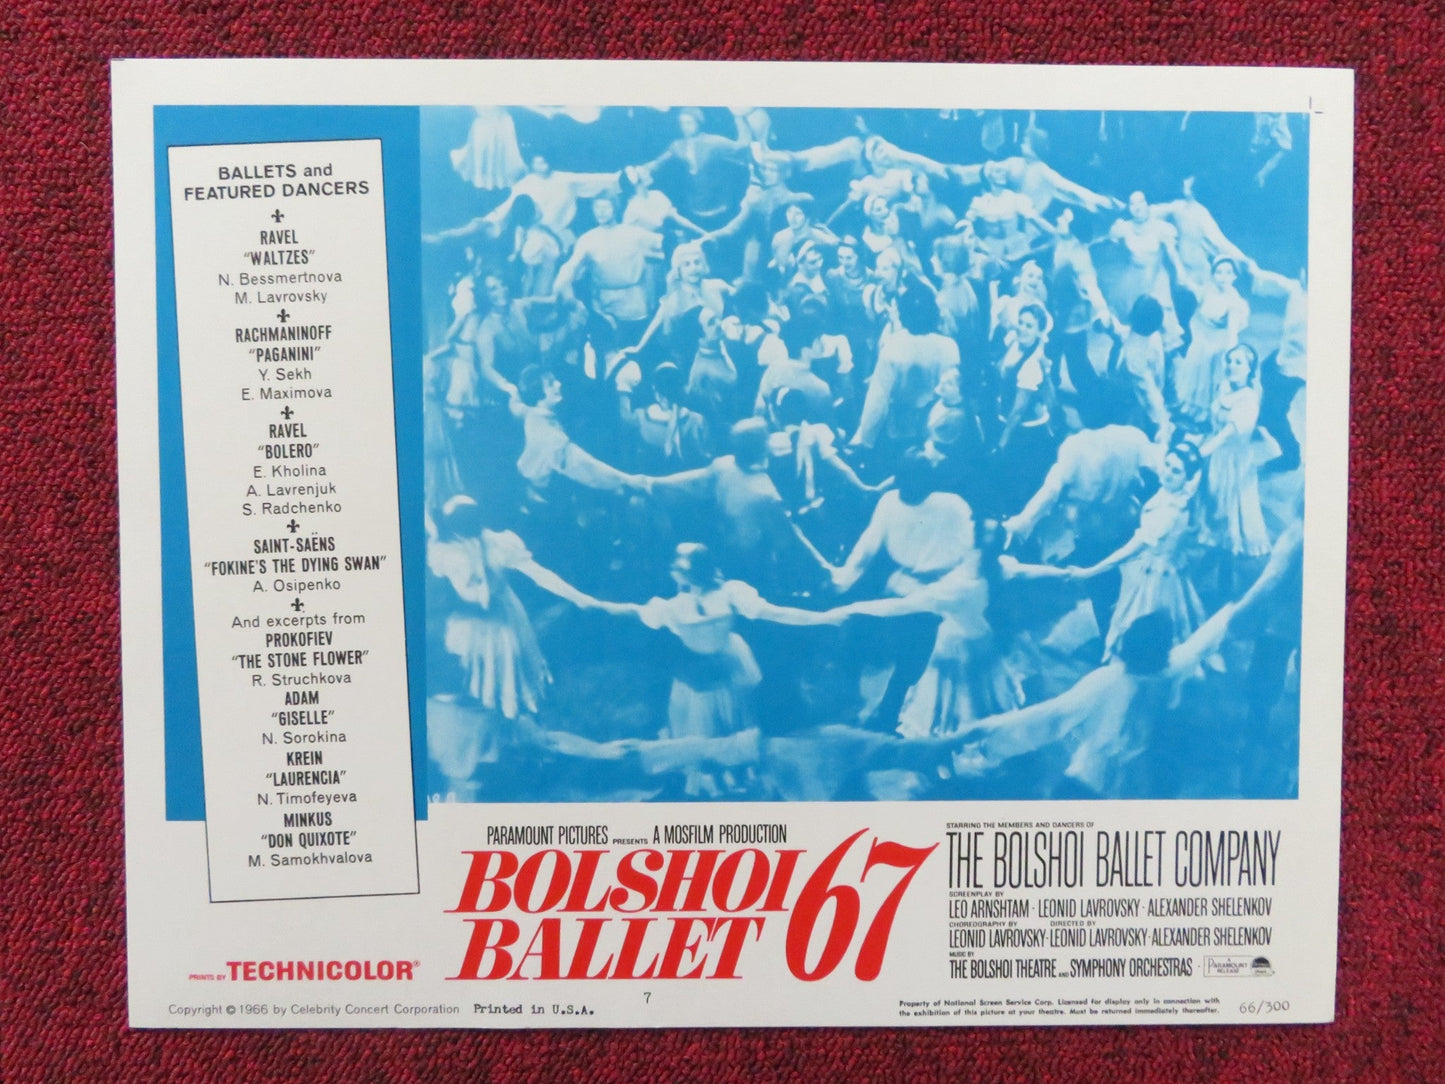 BALLETS and
FEATURED DANCERS
RAVEL
"WALTZES"
N. Bessmertnova
M. Lavrovsky
RACHMANINOFF
"PAGANINI"
Y. Sekh
E. Maximova
RAVEL
"BOLERO"
E. Kholina
A. Lavrenjuk
S. Radchenko
SAINT-SAËNS
"FOKINE'S THE DYING SWAN"
A. Osipenko
And excerpts from
PROKOFIEV
"THE STONE FLOWER"
R. Struchkova
ADAM
"GISELLE"
N. Sorokina
KREIN
"LAURENCIA"
N. Timofeyeva
MINKUS
"DON QUIXOTE"
M. Samokhvalova
PRINTS BY TECHNICOLOR®
PARAMOUNT PICTURES PRESENTS A MOSFILM PRODUCTION
BOLSHOI
BALLET 67
STARRING THE MEMBERS AND DANCERS OF
THE BOLSHOI BALLET COMPANY
SCREENPLAY BY
LEO ARNSHTAM · LEONID LAVROVSKY · ALEXANDER SHELENKOV
CHOREOGRAPHY BY DIRECTED BY
LEONID LAVROVSKY · LEONID LAVROVSKY · ALEXANDER SHELENKOV
MUSIC BY
THE BOLSHOI THEATRE AND SYMPHONY ORCHESTRAS ·
A
PARAMOUNT
RELEASE
Copyright © 1966 by Celebrity Concert Corporation Printed in U.S.A.
7
Property of National Screen Service Corp. Licensed for display only in connection with
the exhibition of this picture at your theatre. Must be returned immediately thereafter.
66/300